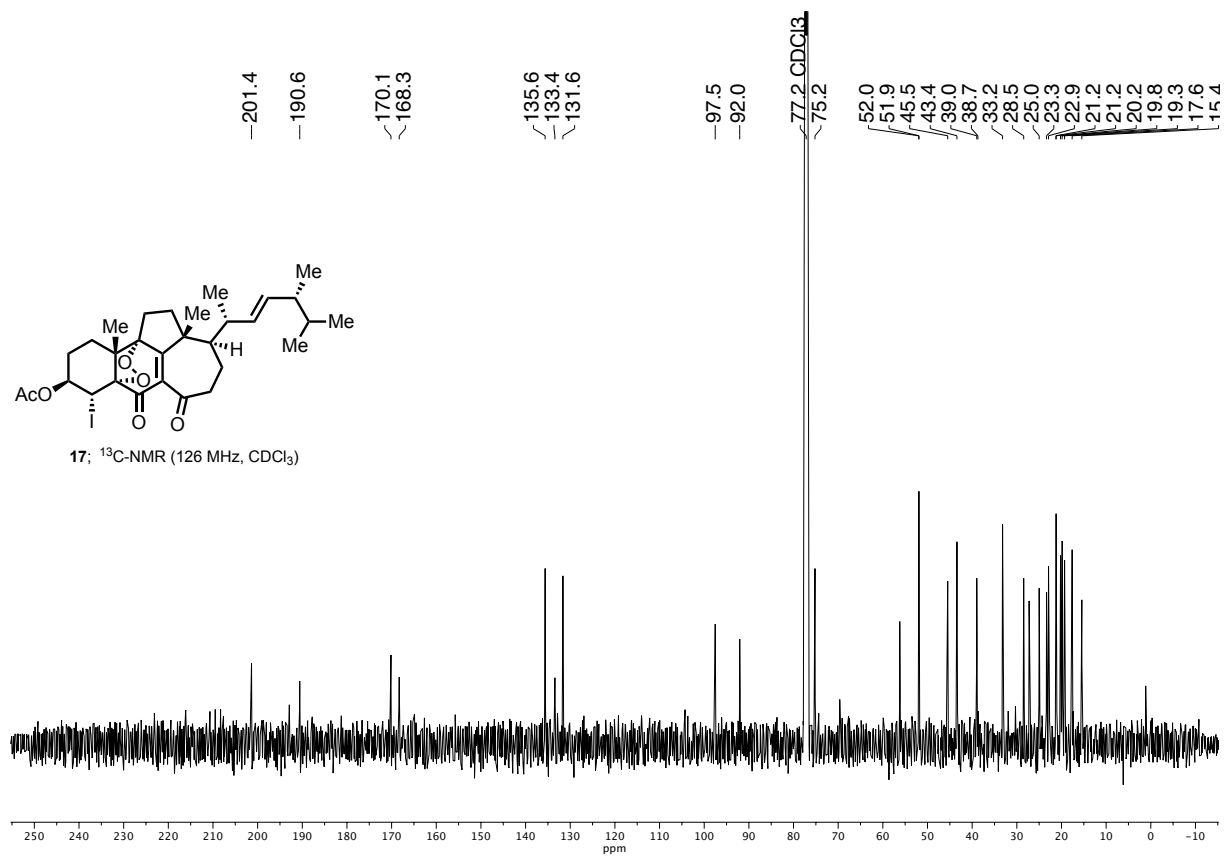 201.4
190.6
170.1
168.3
135.6
133.4
131.6
97.5
92.0
77.2 CDCl3
75.2
52.0
51.9
45.5
43.4
39.0
38.7
33.2
28.5
25.0
23.3
22.9
21.2
21.2
20.2
19.8
19.3
17.6
15.4
Me
Me
Me
Me
Me
Me
H
O
O
AcO
I
O
O
17; ¹³C-NMR (126 MHz, CDCl₃)
250 240 230 220 210 200 190 180 170 160 150 140 130 120 110 100 90 80 70 60 50 40 30 20 10 0 -10
ppm